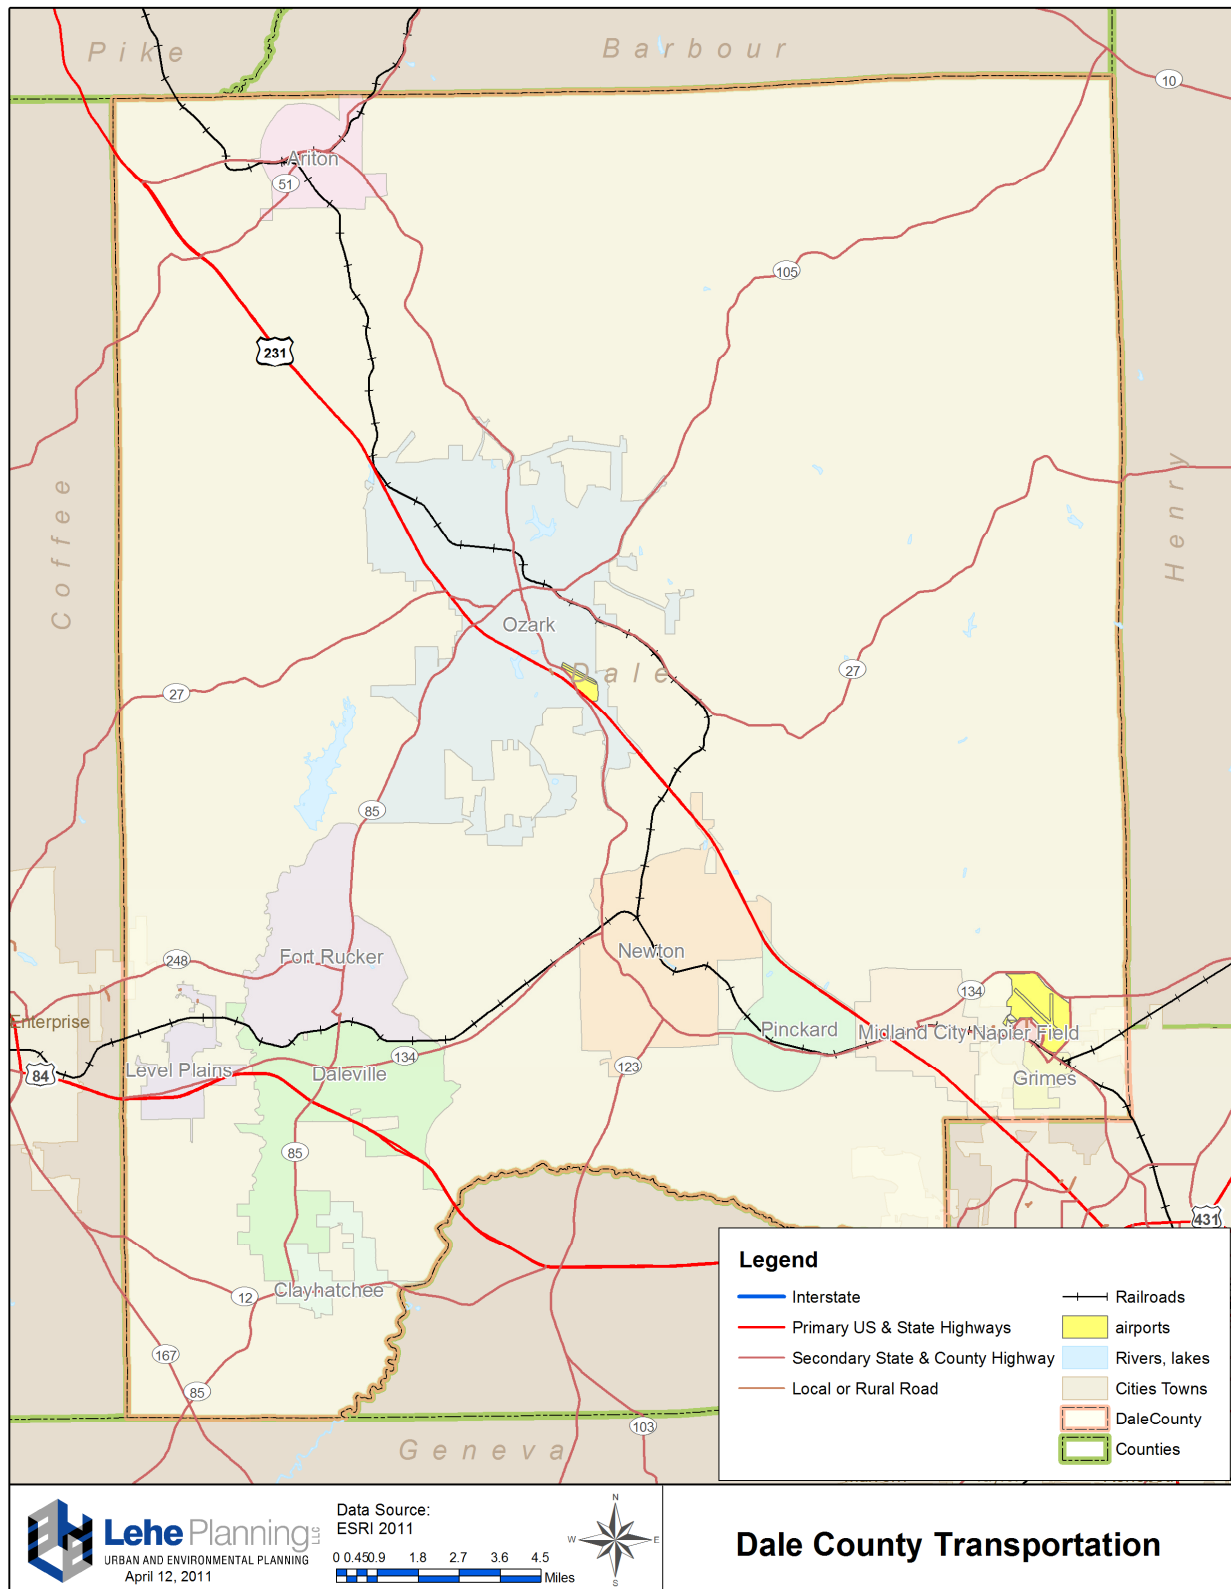 Pike
Barbour
10
Ariton
51
105
231
Coffee
Henry
Ozark
Dale
27
27
85
Newton
Fort Rucker
248
134
Enterprise
Pinckard
Midland City
Napier Field
Level Plains
Daleville
134
123
84
Grimes
85
431
Clayhatchee
12
167
85
103
Geneva
Legend
Interstate
Primary US & State Highways
Secondary State & County Highway
Local or Rural Road
Railroads
airports
Rivers, lakes
Cities Towns
DaleCounty
Counties
Lehe Planning LLC
URBAN AND ENVIRONMENTAL PLANNING
April 12, 2011
Data Source:
ESRI 2011
0 0.45 0.9 1.8 2.7 3.6 4.5
Miles
N
W E
S
Dale County Transportation